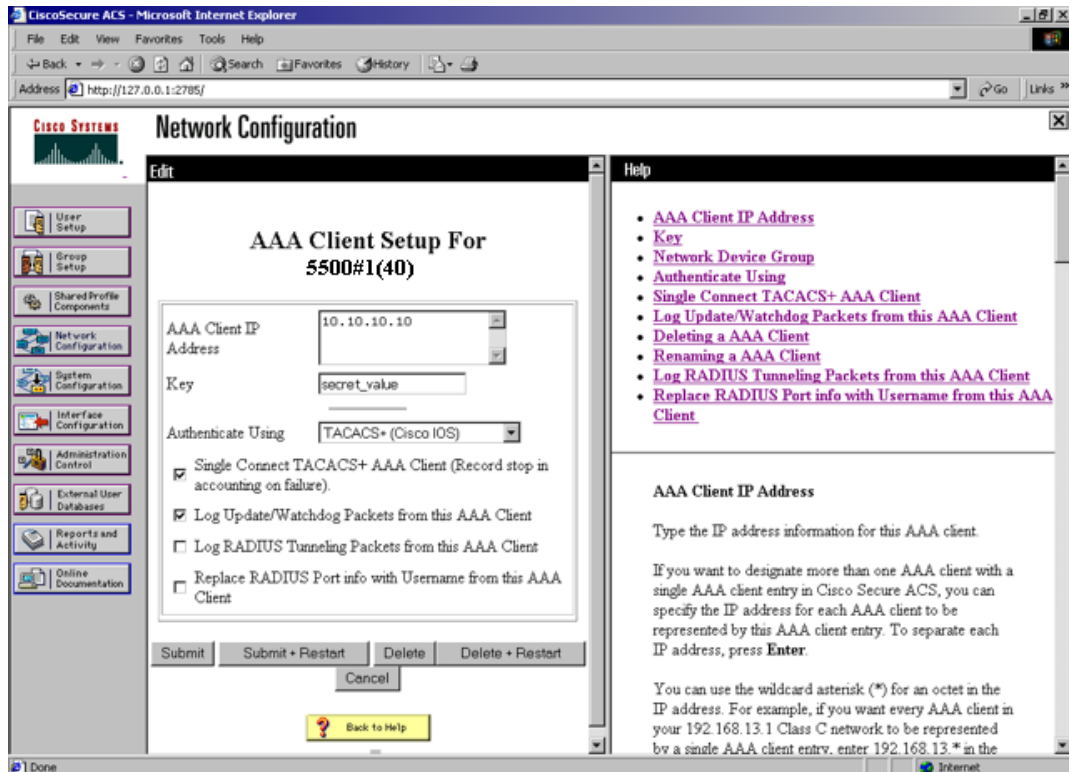 CiscoSecure ACS - Microsoft Internet Explorer
File Edit View Favorites Tools Help
Back Search Favorites History
Address http://127.0.0.1:2785/ Go Links »
CISCO SYSTEMS
Network Configuration
User
Setup
Group
Setup
Shared Profile
Components
Network
Configuration
System
Configuration
Interface
Configuration
Administration
Control
External User
Databases
Reports and
Activity
Online
Documentation
Edit
AAA Client Setup For
5500#1(40)
AAA Client IP
Address
10.10.10.10
Key
secret_value
Authenticate Using
TACACS+ (Cisco IOS)
Single Connect TACACS+ AAA Client (Record stop in
accounting on failure).
Log Update/Watchdog Packets from this AAA Client
Log RADIUS Tunneling Packets from this AAA Client
Replace RADIUS Port info with Username from this AAA
Client
Submit Submit + Restart Delete Delete + Restart
Cancel
? Back to Help
Help
• AAA Client IP Address
• Key
• Network Device Group
• Authenticate Using
• Single Connect TACACS+ AAA Client
• Log Update/Watchdog Packets from this AAA Client
• Deleting a AAA Client
• Renaming a AAA Client
• Log RADIUS Tunneling Packets from this AAA Client
• Replace RADIUS Port info with Username from this AAA
Client
AAA Client IP Address
Type the IP address information for this AAA client.
If you want to designate more than one AAA client with a
single AAA client entry in Cisco Secure ACS, you can
specify the IP address for each AAA client to be
represented by this AAA client entry. To separate each
IP address, press Enter.
You can use the wildcard asterisk (*) for an octet in the
IP address. For example, if you want every AAA client in
your 192.168.13.1 Class C network to be represented
by a single AAA client entry, enter 192.168.13.* in the
Done
Internet